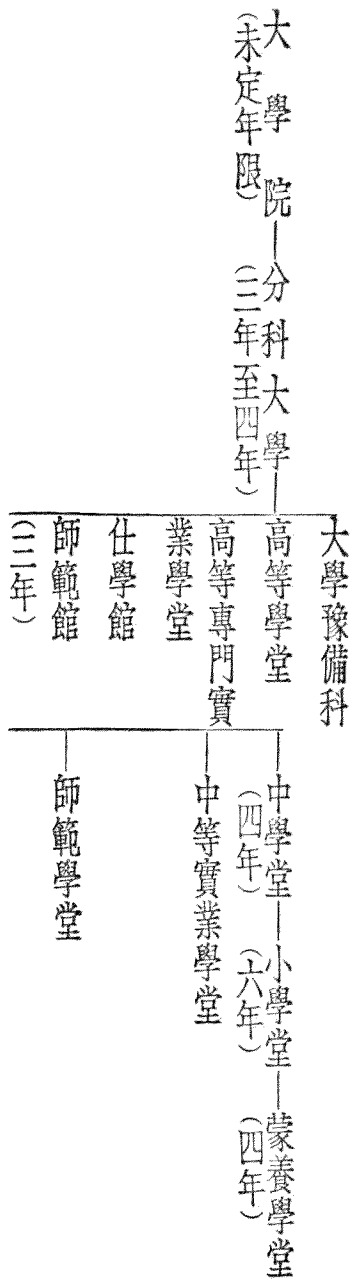 大學院
(未定年限)
分科大學
(三年至四年)
大學豫備科
高等學堂
高等專門實
業學堂
仕學館
師範館
(三年)
中學堂
(四年)
小學堂
(六年)
蒙養學堂
(四年)
中等實業學堂
師範學堂